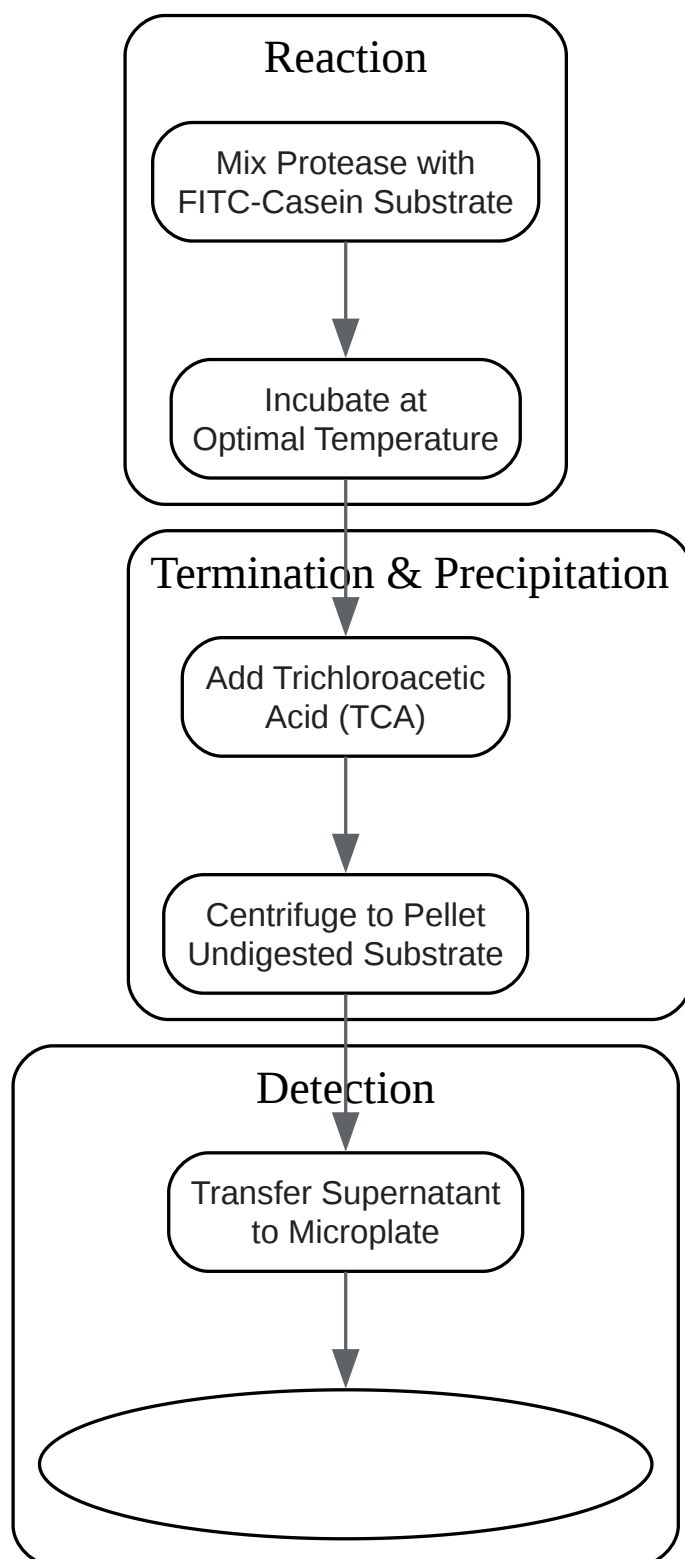 Reaction
Mix Protease with
FITC-Casein Substrate
Incubate at
Optimal Temperature
Termination & Precipitation
Add Trichloroacetic
Acid (TCA)
Centrifuge to Pellet
Undigested Substrate
Detection
Transfer Supernatant
to Microplate